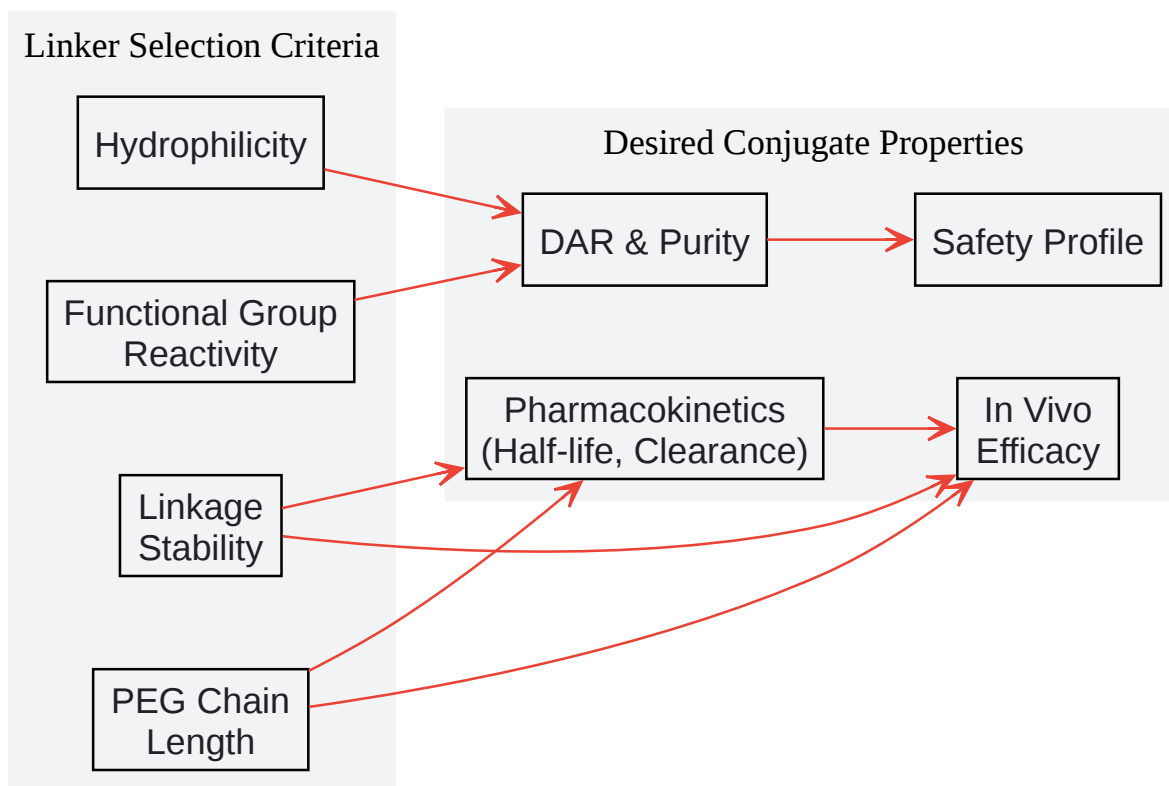 Linker Selection Criteria
Hydrophilicity
Functional Group
Reactivity
Linkage
Stability
PEG Chain
Length
Desired Conjugate Properties
DAR & Purity
Safety Profile
Pharmacokinetics
(Half-life, Clearance)
In Vivo
Efficacy